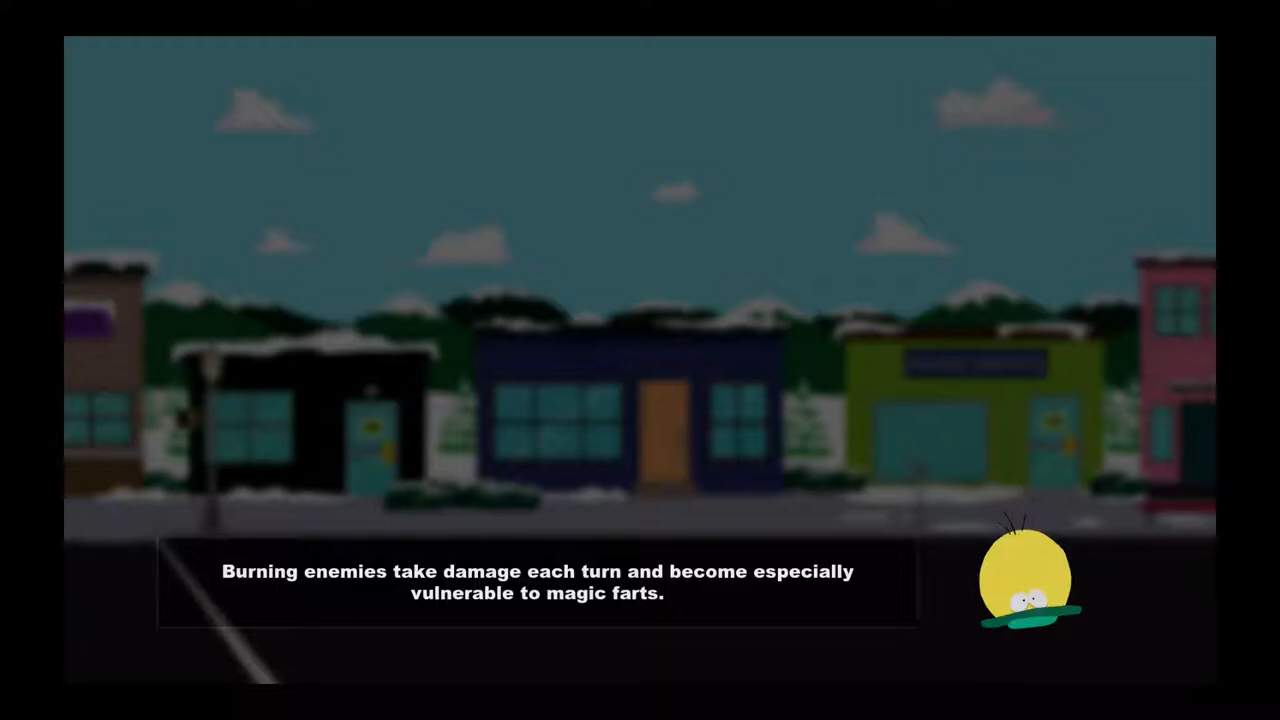 Burning enemies take damage each turn and become especially
vulnerable to magic farts.